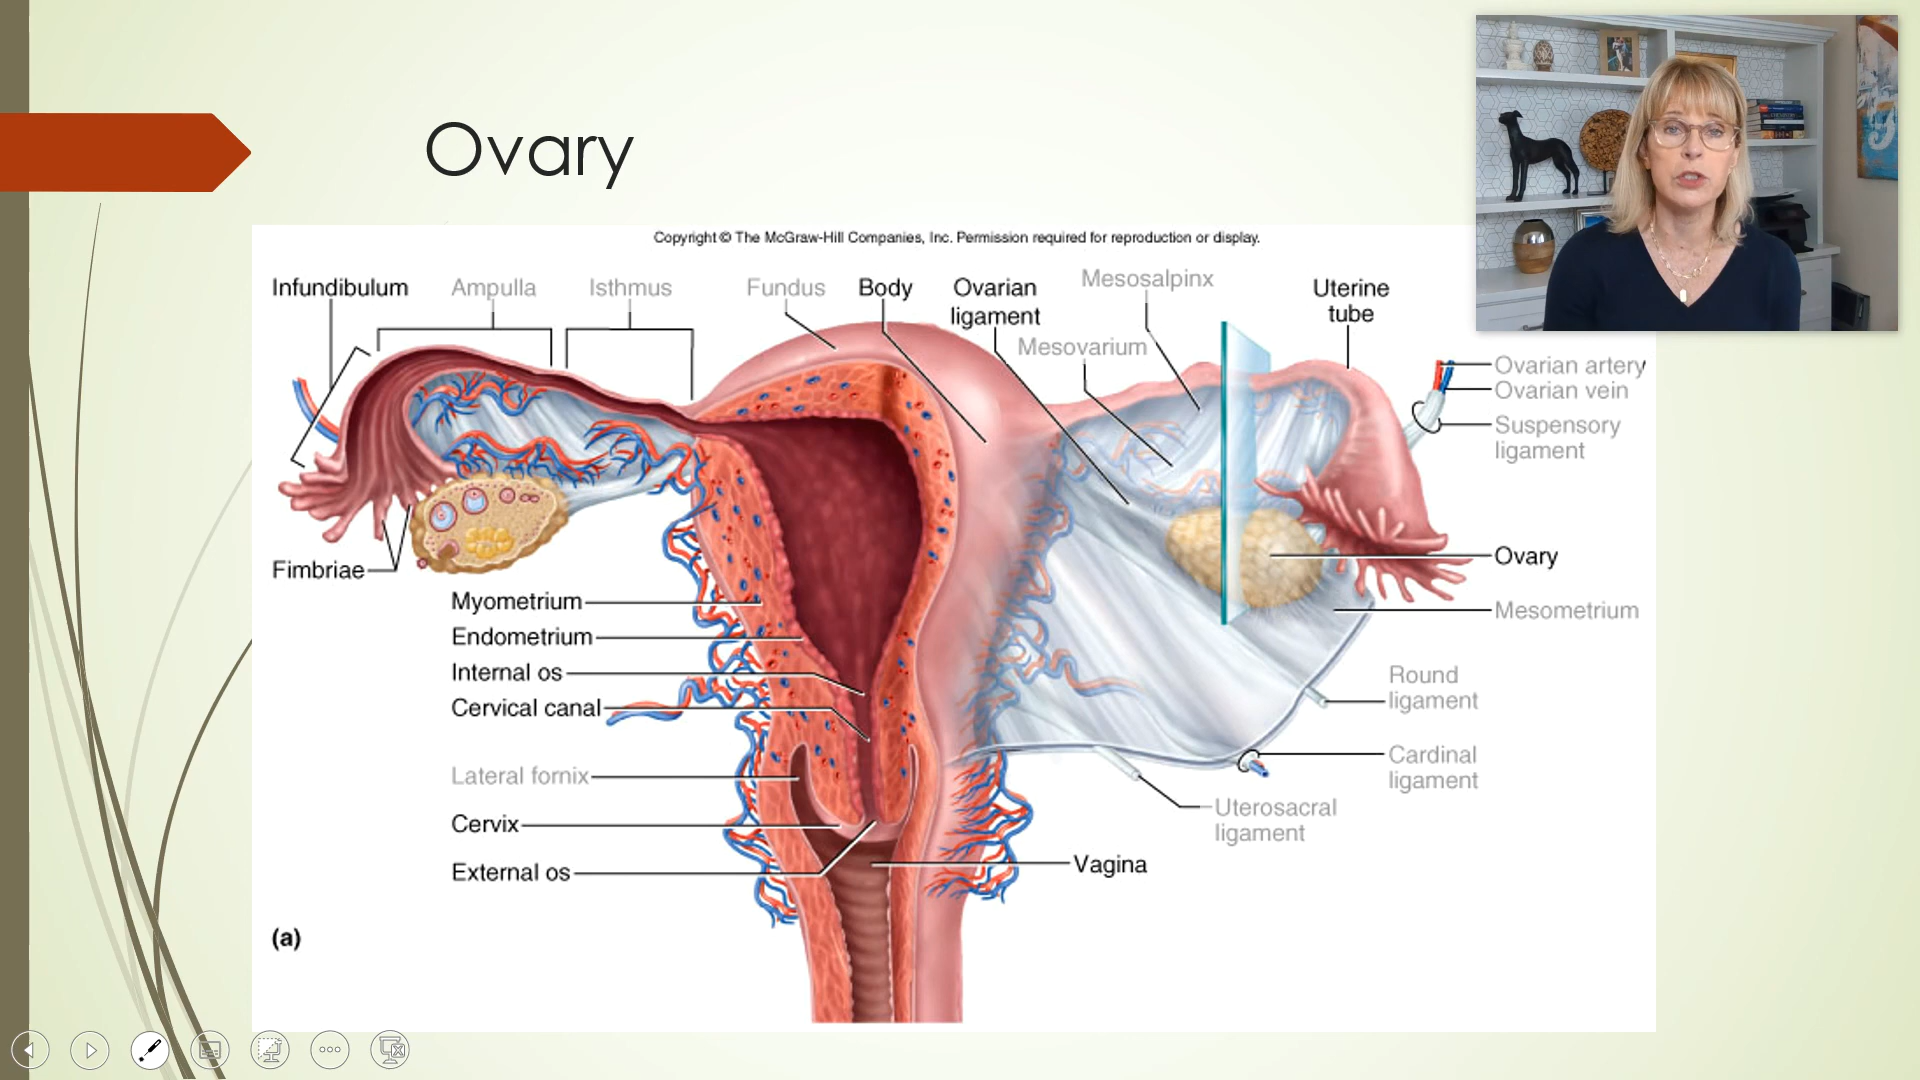 Ovary
Copyright © The McGraw-Hill Companies, Inc. Permission required for reproduction or display.
Infundibulum
Ampulla
Isthmus
Fundus
Body
Ovarian
ligament
Mesosalpinx
Mesovarium
Uterine
tube
Ovarian artery
Ovarian vein
Suspensory
ligament
Ovary
Mesometrium
Round
ligament
Cardinal
ligament
Uterosacral
ligament
Vagina
Fimbriae
Myometrium
Endometrium
Internal os
Cervical canal
Lateral fornix
Cervix
External os
(a)